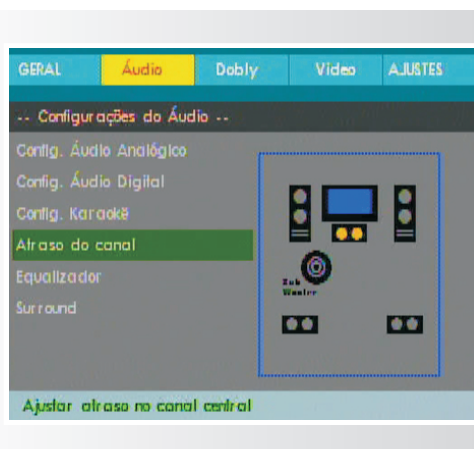 GERAL Áudio Dobly Vídeo AJUSTES
-- Configurações do Áudio --
Config. Áudio Analógico
Config. Áudio Digital
Config. Karaokê
Atraso do canal
Equalizador
Surround
Sub
Woofer
Ajustar atraso no canal central